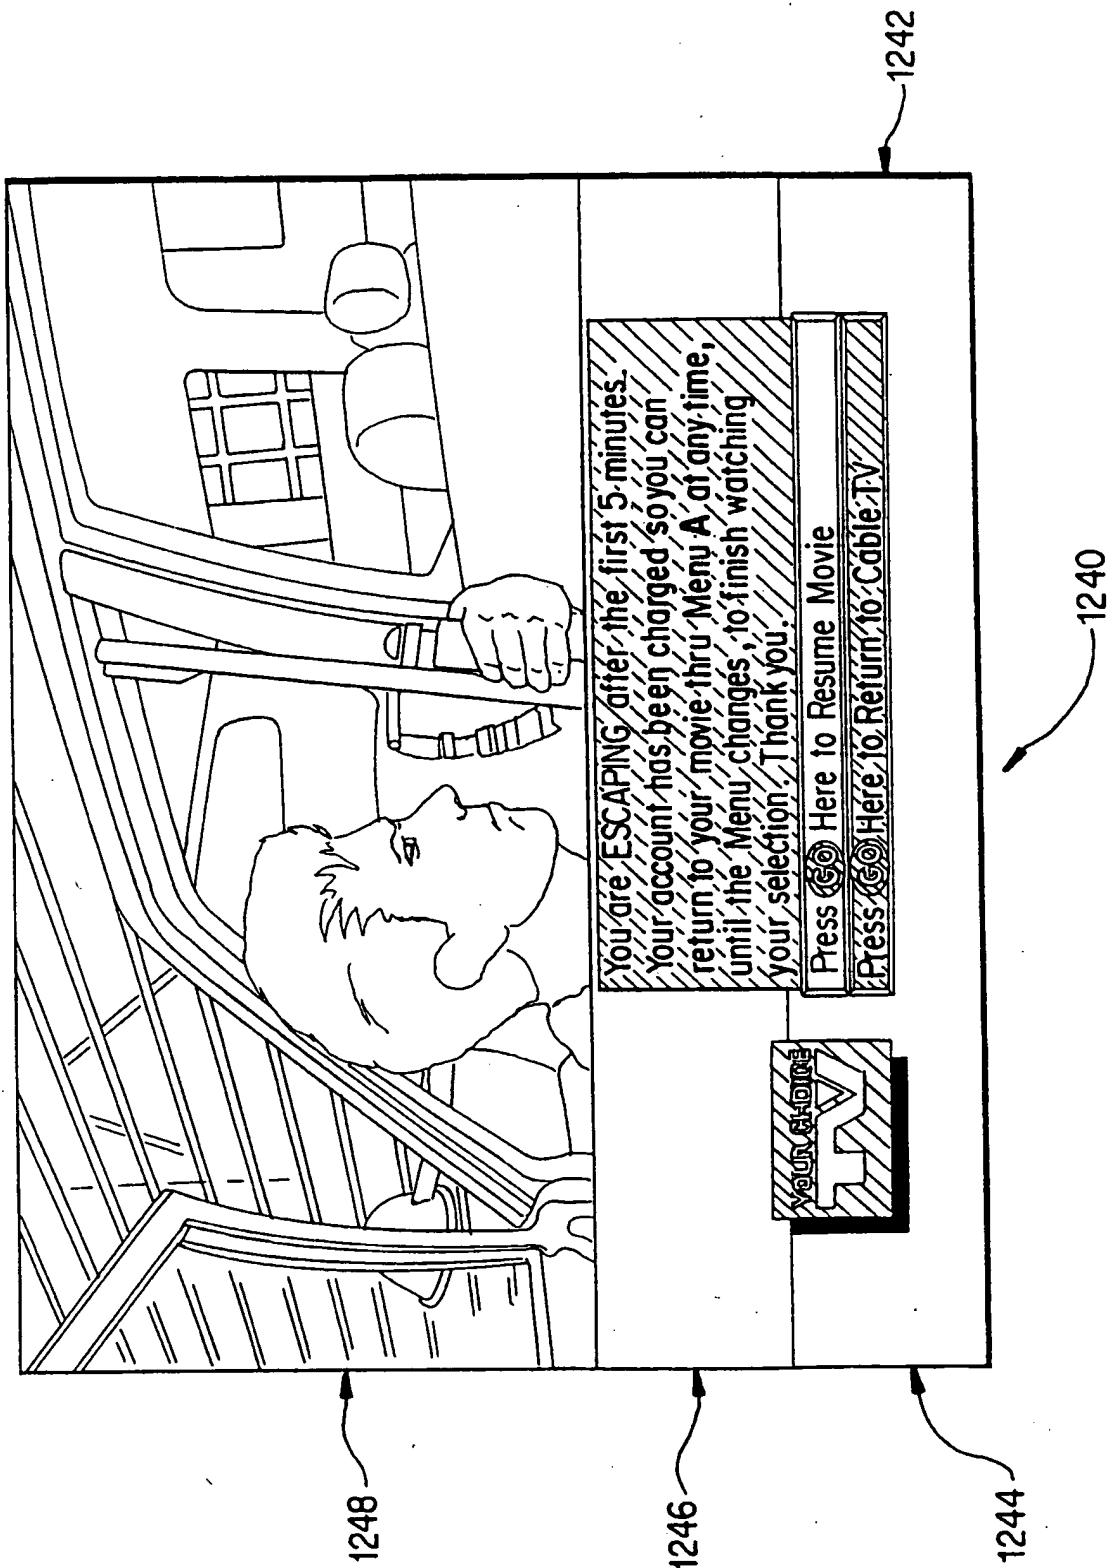 1248
1246
1244
You are ESCAPING after the first 5 minutes.
Your account has been charged so you can
return to your movie thru Menu A at any time,
until the Menu changes, to finish watching
your selection. Thank you.
Press GO Here to Resume Movie
Press GO Here to Return to Cable TV
YOUR CHOICE
TV
1242
1240